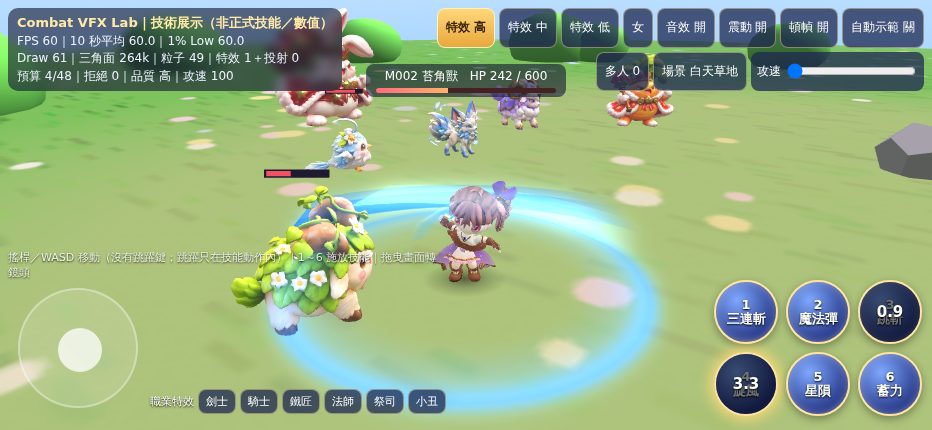 Combat VFX Lab｜技術展示（非正式技能／數值）
FPS 60｜10 秒平均 60.0｜1% Low 60.0
Draw 61｜三角面 264k｜粒子 49｜特效 1＋投射 0
預算 4/48｜拒絕 0｜品質 高｜攻速 100
特效 高
特效 中
特效 低
女
音效 開
震動 開
頓幀 開
自動示範 關
M002 苔角獸 HP 242 / 600
多人 0
場景 白天草地
攻速
搖桿／WASD 移動（沒有跳躍鍵；跳躍只在技能動作內）｜1～6 施放技能｜拖曳畫面轉
鏡頭
1
三連斬
2
魔法彈
0.9
3.3
旋風
5
星隕
6
蓄力
職業特效
劍士
騎士
鐵匠
法師
祭司
小丑